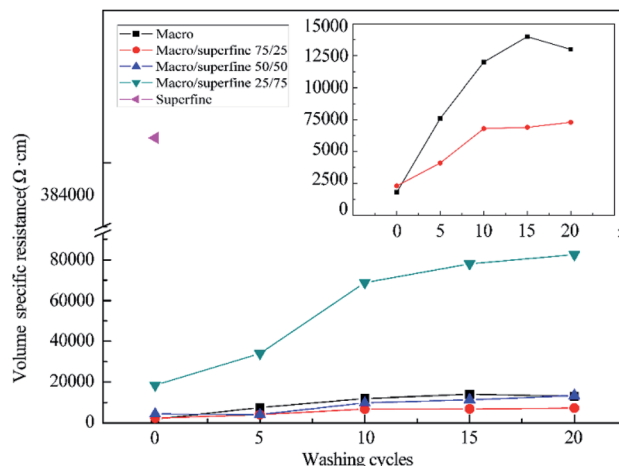 Macro
Macro/superfine 75/25
Macro/superfine 50/50
Macro/superfine 25/75
Superfine
15000
12500
10000
7500
5000
2500
0
0 5 10 15 20
Volume specific resistance(Ω·cm)
384000
80000
60000
40000
20000
0
0 5 10 15 20
Washing cycles